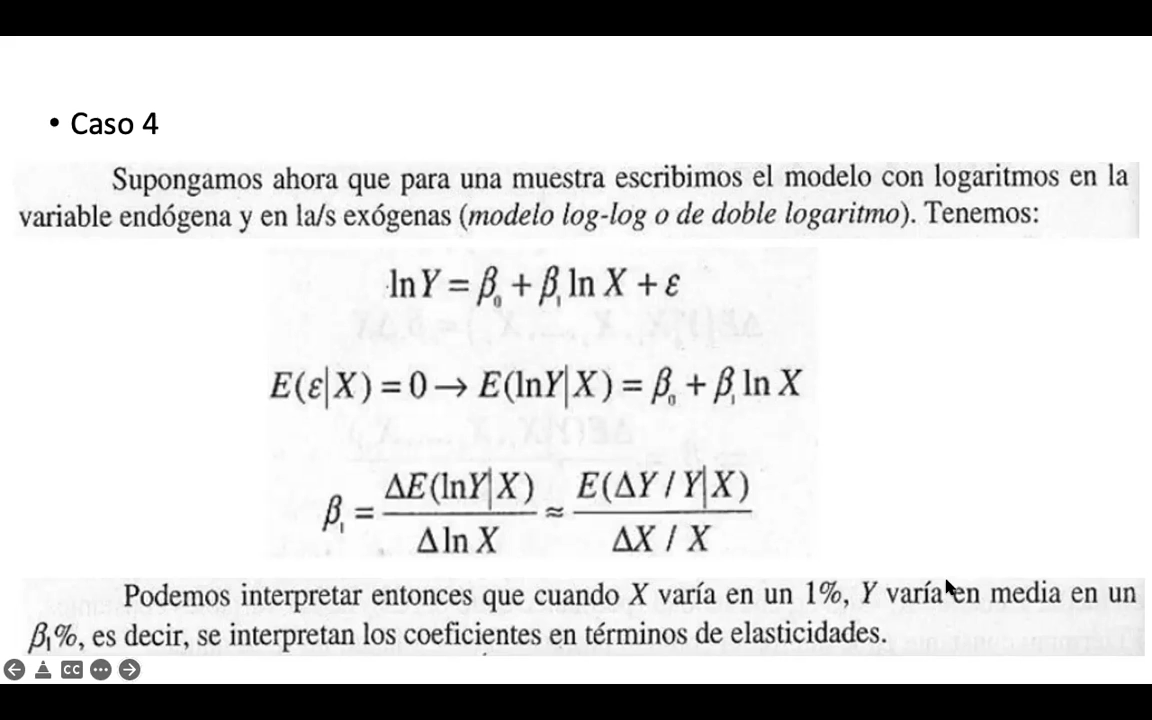 • Caso 4
Supongamos ahora que para una muestra escribimos el modelo con logaritmos en la
variable endógena y en la/s exógenas (modelo log-log o de doble logaritmo). Tenemos:
ln Y = β₀ + β₁ ln X + ε
E(ε|X) = 0 → E(lnY|X) = β₀ + β₁ ln X
β₁ = ΔE(lnY|X) / Δ ln X ≈ E(ΔY / Y|X) / ΔX / X
Podemos interpretar entonces que cuando X varía en un 1%, Y varía en media en un
β₁%, es decir, se interpretan los coeficientes en términos de elasticidades.
CC